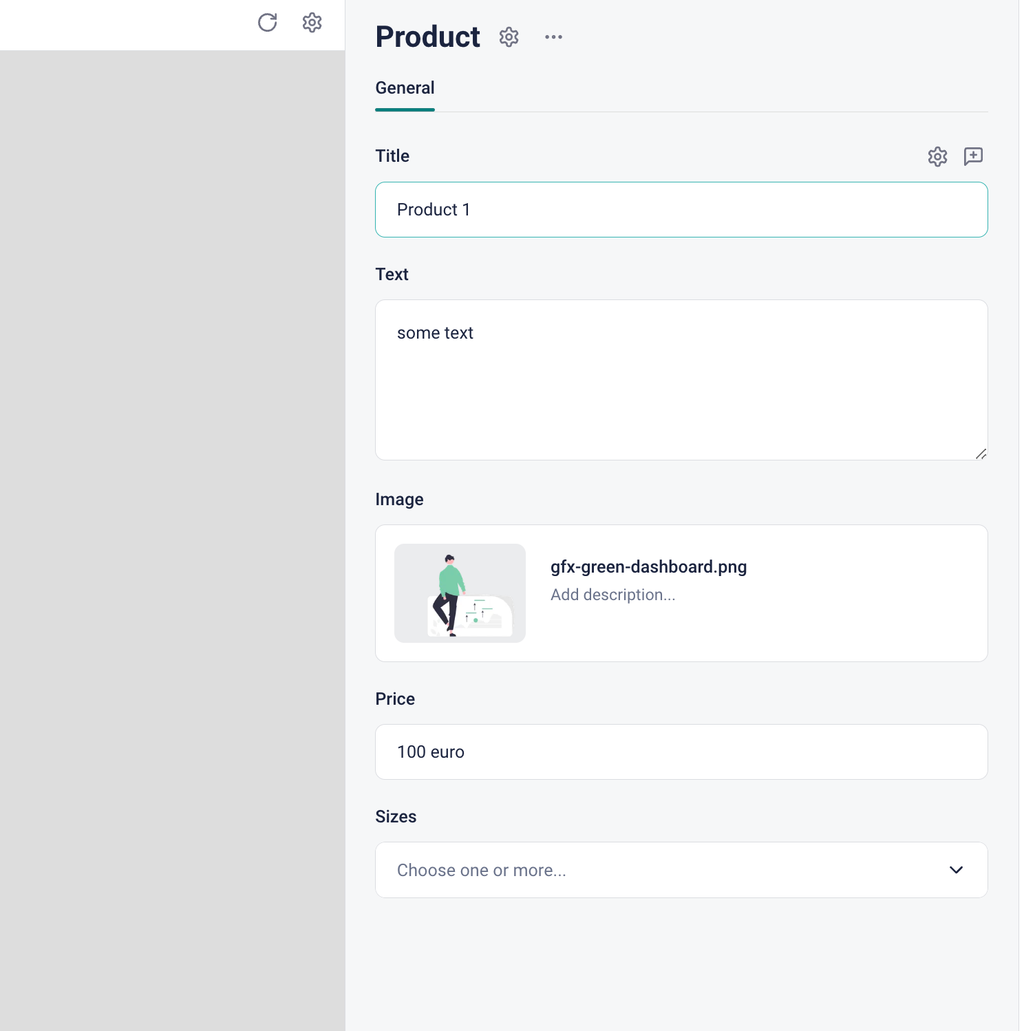 Product
General
Title
Product 1
Text
some text
Image
gfx-green-dashboard.png
Add description...
Price
100 euro
Sizes
Choose one or more...